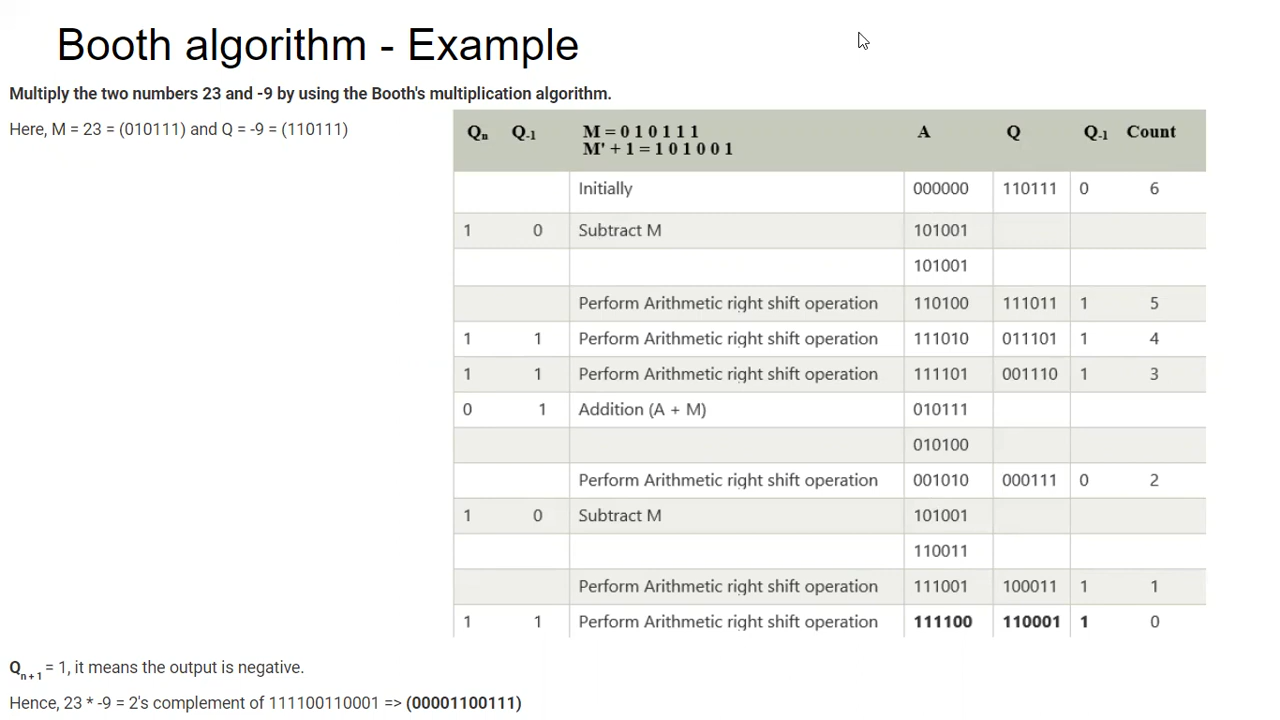 Booth algorithm - Example
Multiply the two numbers 23 and -9 by using the Booth's multiplication algorithm.
Here, M = 23 = (010111) and Q = -9 = (110111)
Qn Q-1 M = 0 1 0 1 1 1 A Q Q-1 Count
M' + 1 = 1 0 1 0 0 1
Initially 000000 110111 0 6
1 0 Subtract M 101001
101001
Perform Arithmetic right shift operation 110100 111011 1 5
1 1 Perform Arithmetic right shift operation 111010 011101 1 4
1 1 Perform Arithmetic right shift operation 111101 001110 1 3
0 1 Addition (A + M) 010111
010100
Perform Arithmetic right shift operation 001010 000111 0 2
1 0 Subtract M 101001
110011
Perform Arithmetic right shift operation 111001 100011 1 1
1 1 Perform Arithmetic right shift operation 111100 110001 1 0
Qn + 1 = 1, it means the output is negative.
Hence, 23 * -9 = 2's complement of 111100110001 => (00001100111)